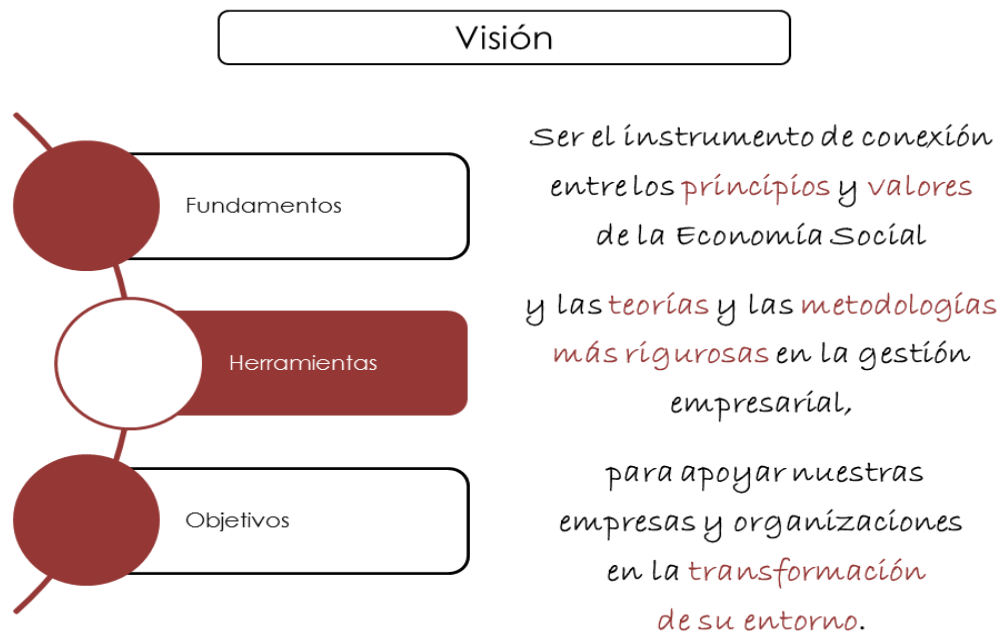 Visión
Fundamentos
Ser el instrumento de conexión
entre los principios y valores
de la Economía Social
Herramientas
y las teorías y las metodologías
más rigurosas en la gestión
empresarial,
Objetivos
para apoyar nuestras
empresas y organizaciones
en la transformación
de su entorno.